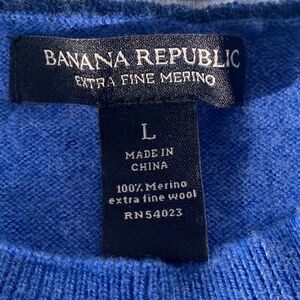 BANANA REPUBLIC
EXTRA FINE MERINO
L
MADE IN
CHINA
100% Merino
extra fine wool
RN54023